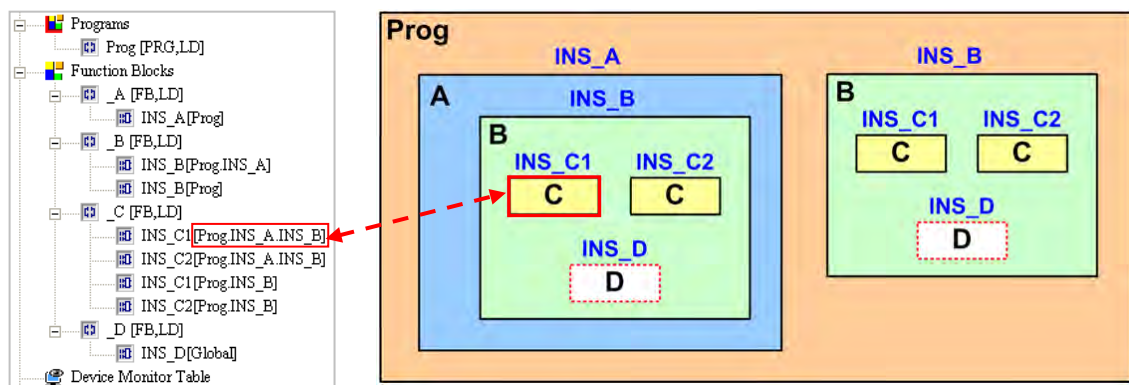 Programs
Prog [PRG,LD]
Function Blocks
_A [FB,LD]
INS_A[Prog]
_B [FB,LD]
INS_B[Prog.INS_A]
INS_B[Prog]
_C [FB,LD]
INS_C1[Prog.INS_A.INS_B]
INS_C2[Prog.INS_A.INS_B]
INS_C1[Prog.INS_B]
INS_C2[Prog.INS_B]
_D [FB,LD]
INS_D[Global]
Device Monitor Table
Prog
INS_A
A
INS_B
B
INS_C1 INS_C2
C C
INS_D
D
INS_B
B
INS_C1 INS_C2
C C
INS_D
D